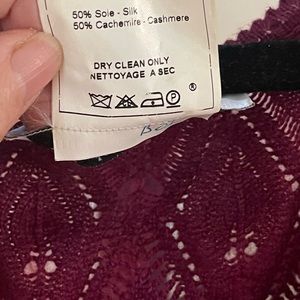 50% Soie - Silk
50% Cachemire - Cashmere
DRY CLEAN ONLY
NETTOYAGE A SEC
P